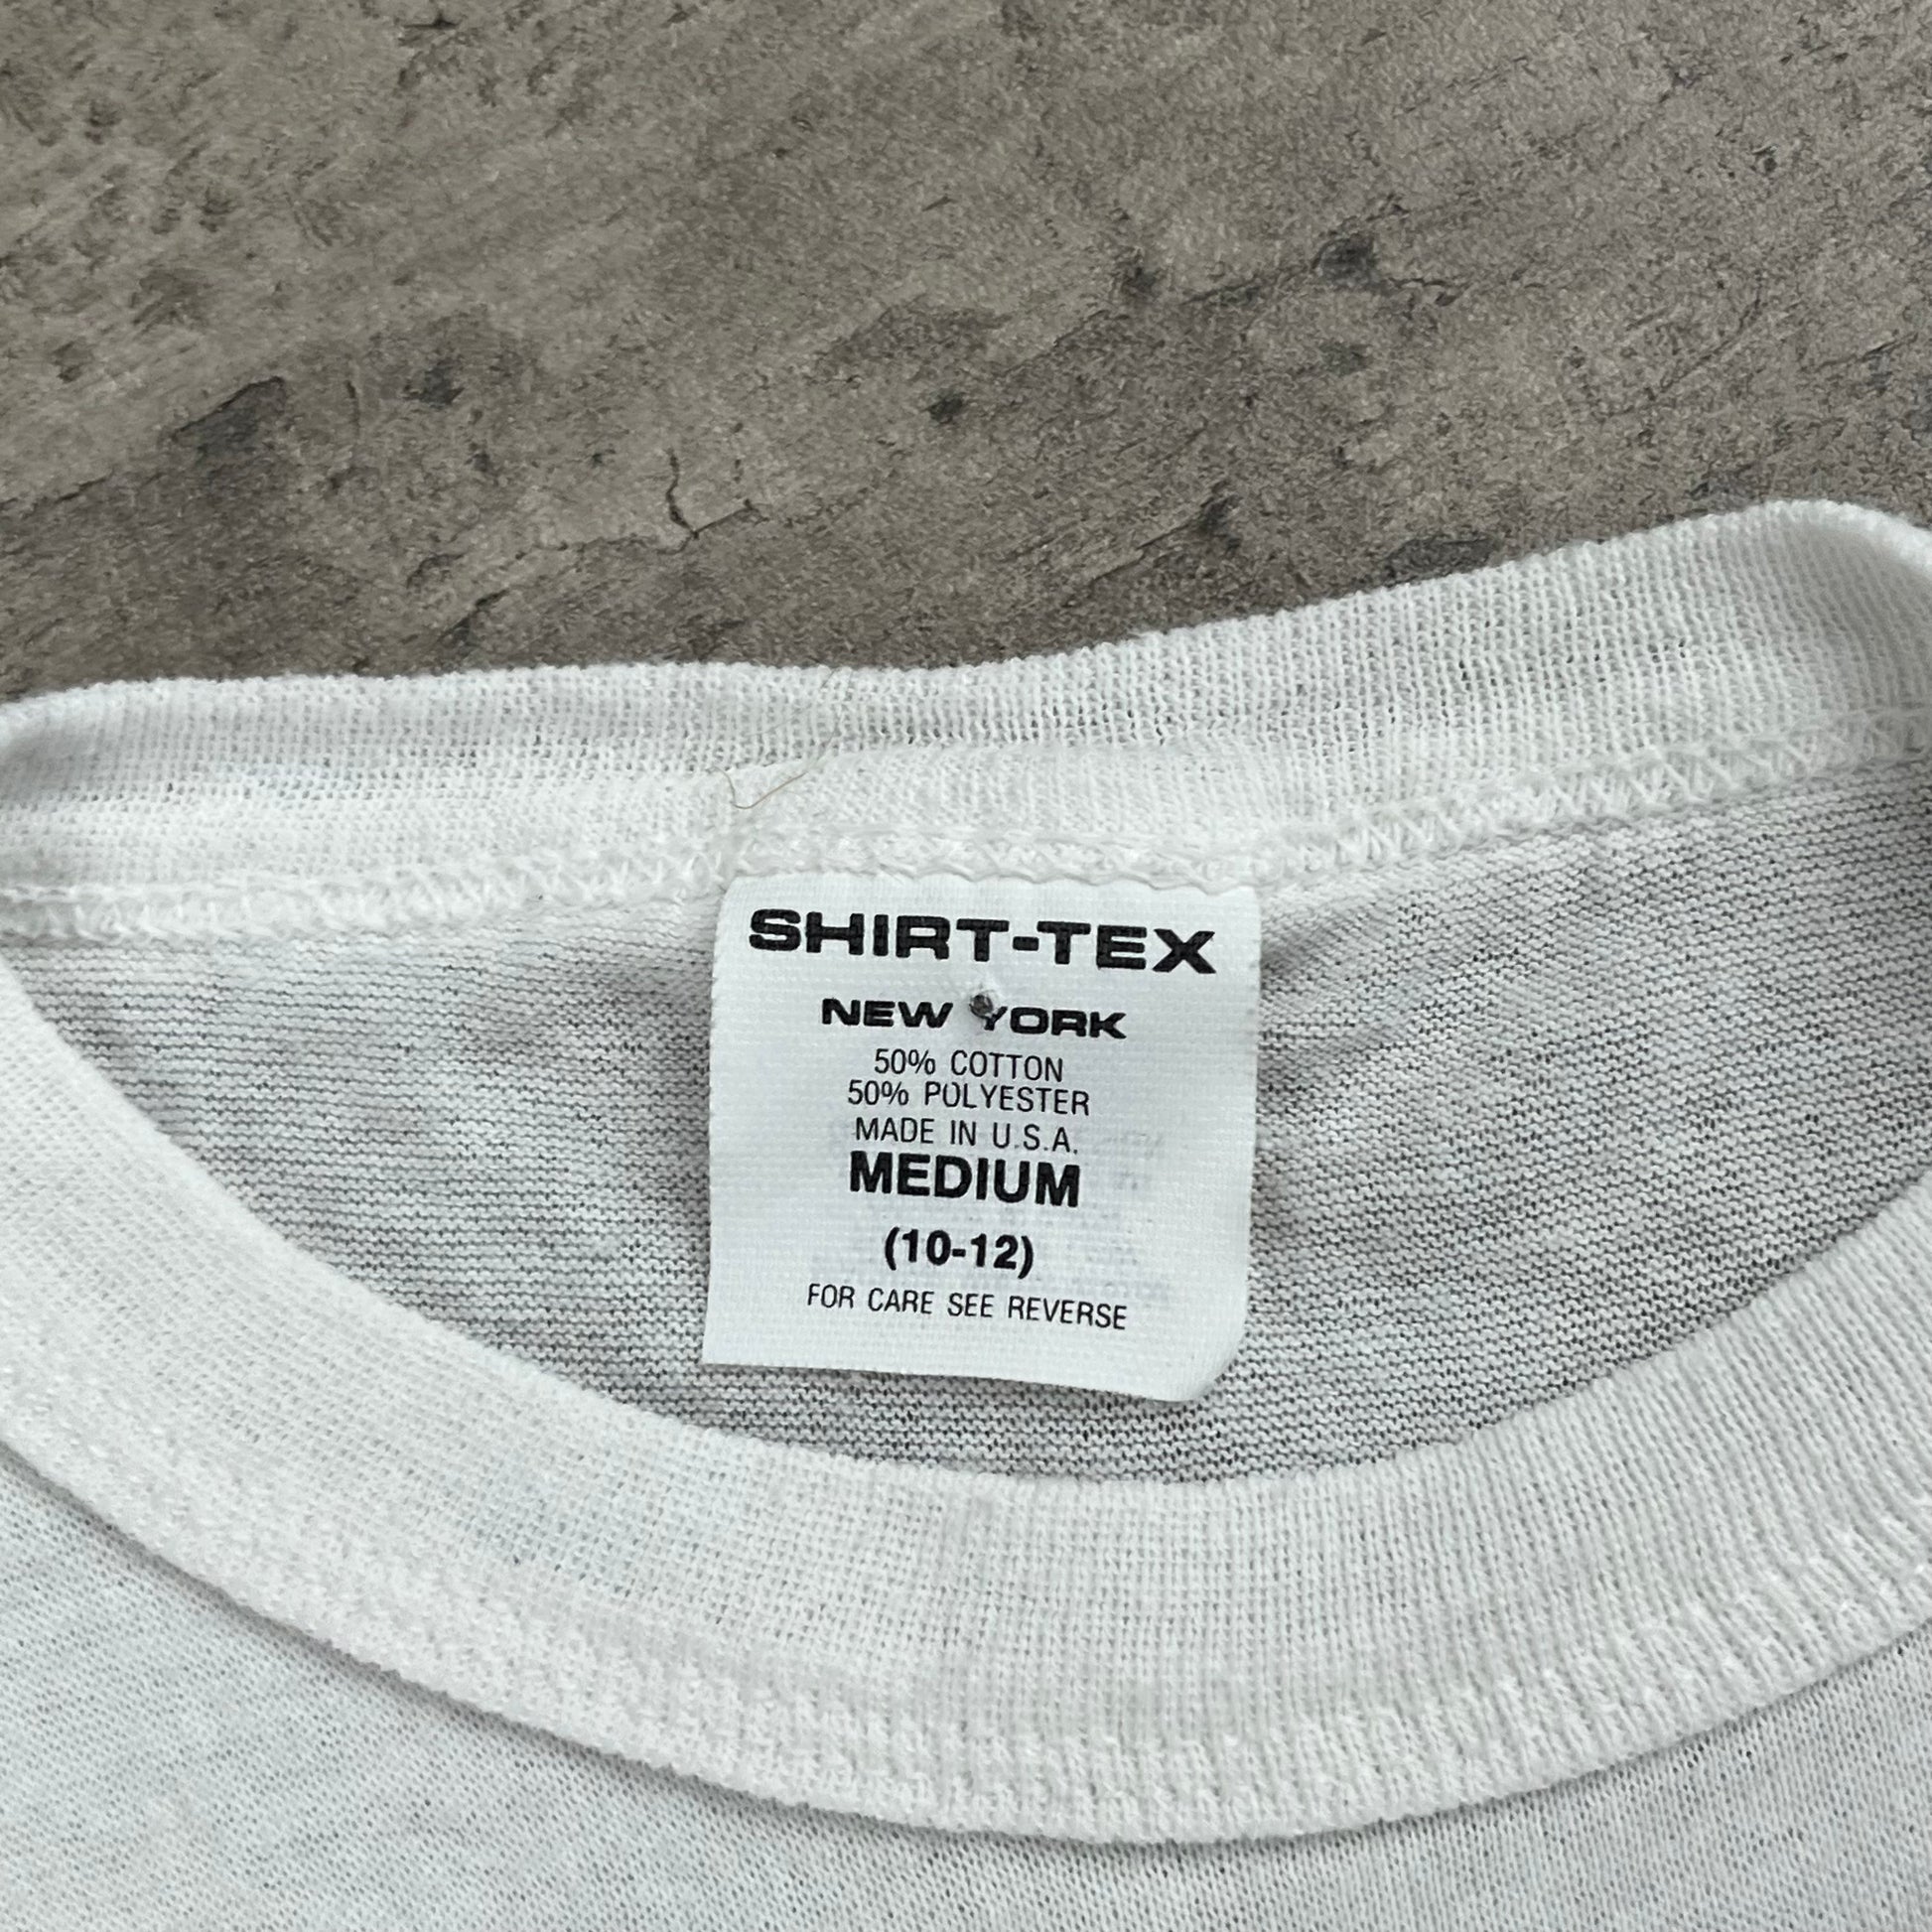 SHIRT-TEX
NEW YORK
50% COTTON
50% POLYESTER
MADE IN U.S.A.
MEDIUM
(10-12)
FOR CARE SEE REVERSE